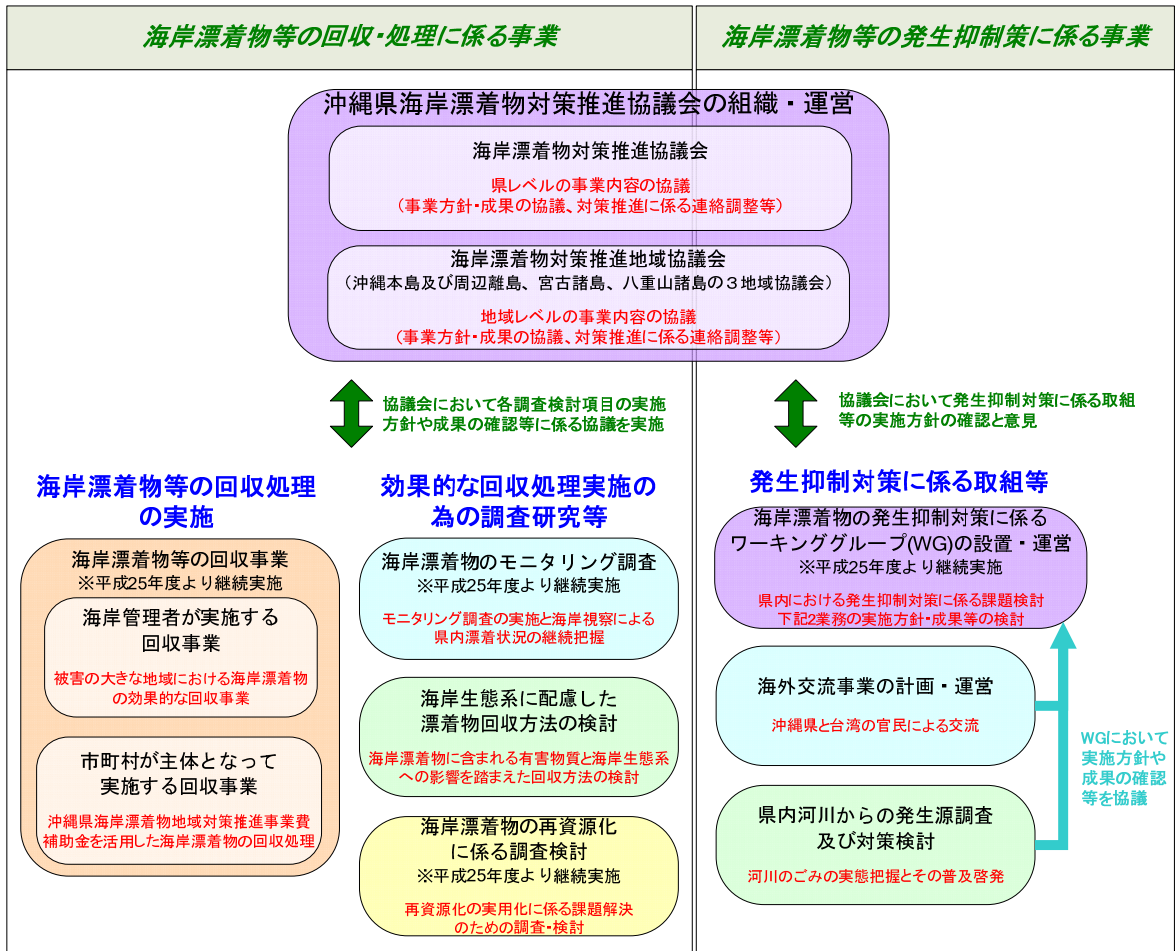 海岸漂着物等の回収・処理に係る事業
海岸漂着物等の発生抑制策に係る事業
沖縄県海岸漂着物対策推進協議会の組織・運営
海岸漂着物対策推進協議会
県レベルの事業内容の協議
(事業方針・成果の協議、対策推進に係る連絡調整等)
海岸漂着物対策推進地域協議会
(沖縄本島及び周辺離島、宮古諸島、八重山諸島の3地域協議会)
地域レベルの事業内容の協議
(事業方針・成果の協議、対策推進に係る連絡調整等)
協議会において各調査検討項目の実施
方針や成果の確認等に係る協議を実施
協議会において発生抑制対策に係る取組
等の実施方針の確認と意見
海岸漂着物等の回収処理
の実施
海岸漂着物等の回収事業
※平成25年度より継続実施
海岸管理者が実施する
回収事業
被害の大きな地域における海岸漂着物
の効果的な回収事業
市町村が主体となって
実施する回収事業
沖縄県海岸漂着物地域対策推進事業費
補助金を活用した海岸漂着物の回収処理
効果的な回収処理実施の
為の調査研究等
海岸漂着物のモニタリング調査
※平成25年度より継続実施
モニタリング調査の実施と海岸視察による
県内漂着状況の継続把握
海岸生態系に配慮した
漂着物回収方法の検討
海岸漂着物に含まれる有害物質と海岸生態系
への影響を踏まえた回収方法の検討
海岸漂着物の再資源化
に係る調査検討
※平成25年度より継続実施
再資源化の実用化に係る課題解決
のための調査・検討
発生抑制対策に係る取組等
海岸漂着物の発生抑制対策に係る
ワーキンググループ(WG)の設置・運営
※平成25年度より継続実施
県内における発生抑制対策に係る課題検討
下記2業務の実施方針・成果等の検討
海外交流事業の計画・運営
沖縄県と台湾の官民による交流
県内河川からの発生源調査
及び対策検討
河川のごみの実態把握とその普及啓発
WGにおいて
実施方針や
成果の確認
等を協議